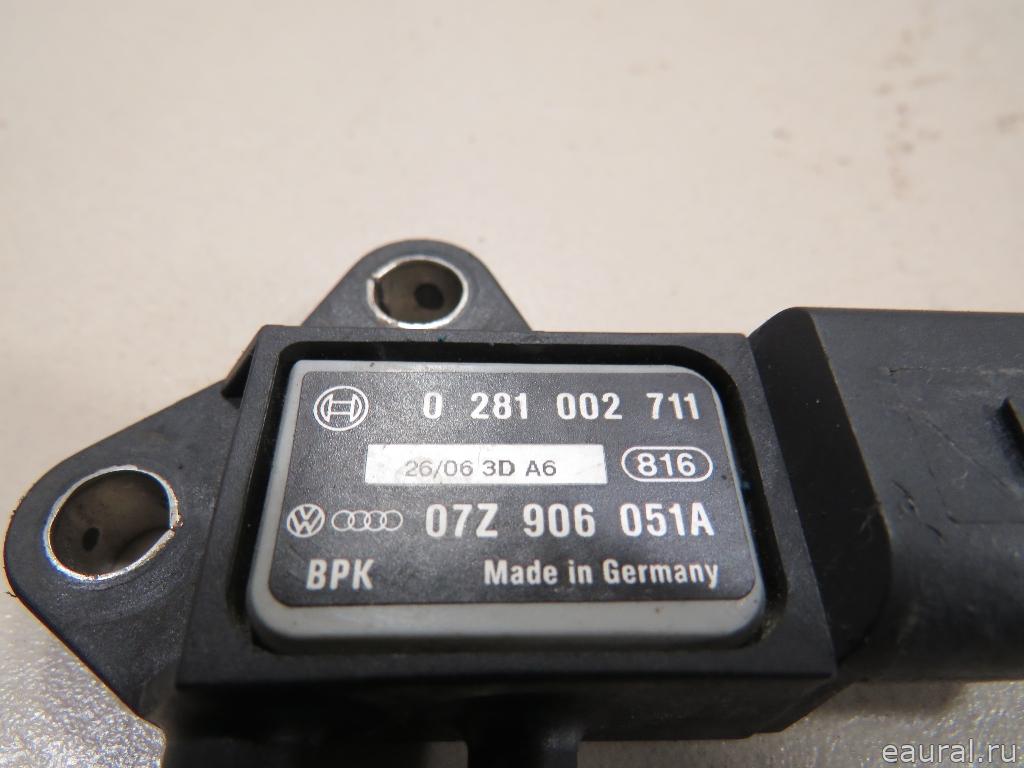 0 281 002 711
26/06 3D A6
816
07Z 906 051A
BPK Made in Germany
eaural.ru